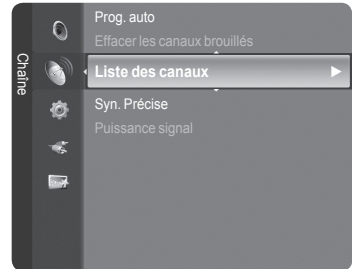 Chaîne
Prog. auto
Effacer les canaux brouillés
Liste des canaux
Syn. Précise
Puissance signal